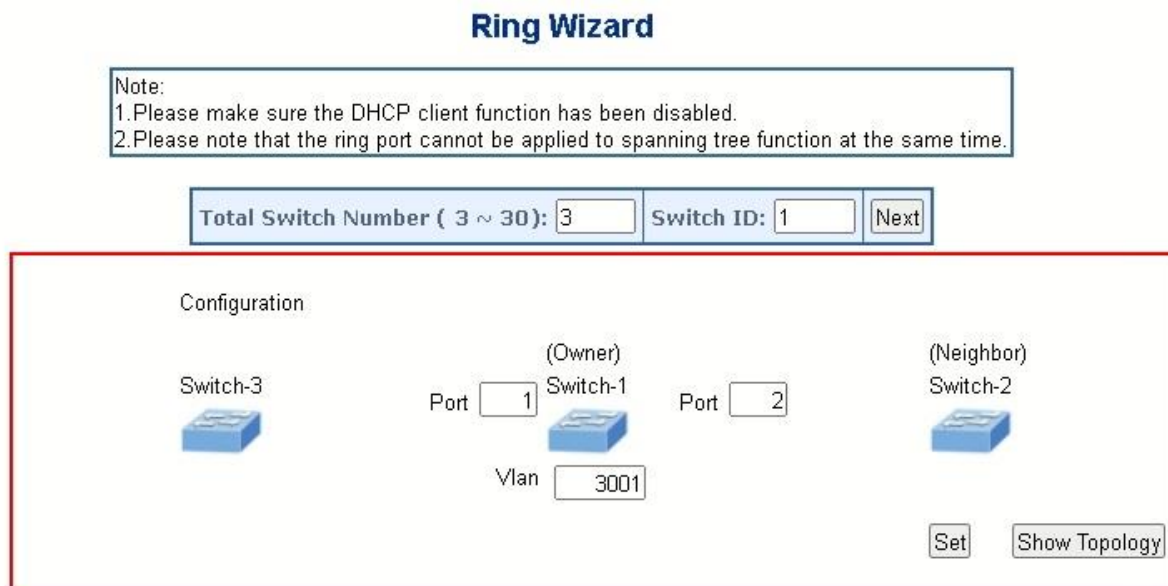 Ring Wizard
Note:
1.Please make sure the DHCP client function has been disabled.
2.Please note that the ring port cannot be applied to spanning tree function at the same time.
Total Switch Number ( 3 ~ 30): 3 Switch ID: 1 Next
Configuration
(Owner) (Neighbor)
Switch-3 Port 1 Switch-1 Port 2 Switch-2
Vlan 3001
Set Show Topology